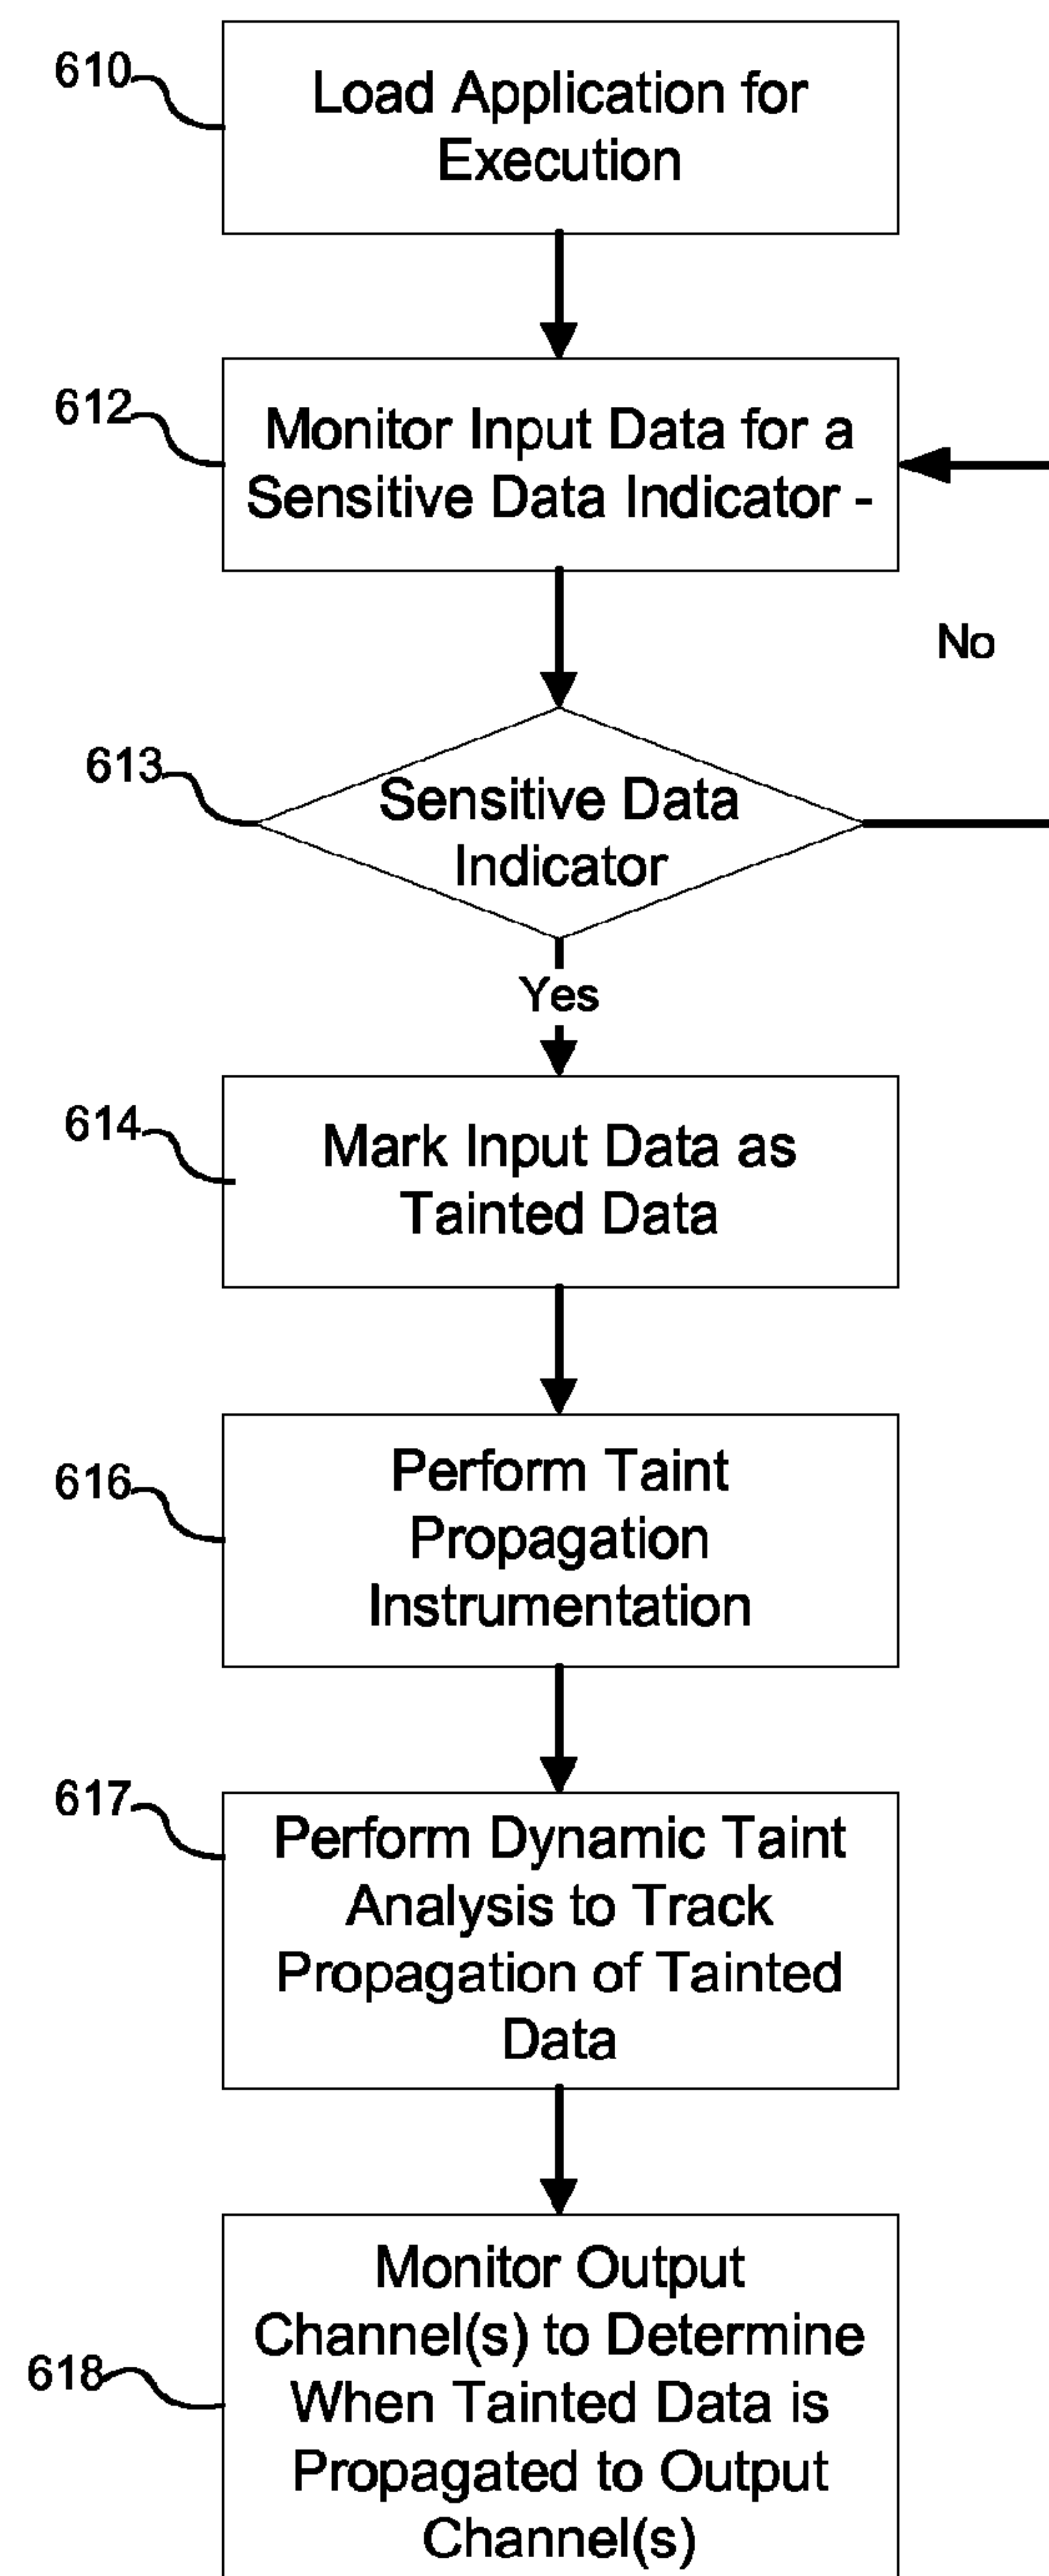 610
Load Application for
Execution
612
Monitor Input Data for a
Sensitive Data Indicator -
No
613
Sensitive Data
Indicator
Yes
614
Mark Input Data as
Tainted Data
616
Perform Taint
Propagation
Instrumentation
617
Perform Dynamic Taint
Analysis to Track
Propagation of Tainted
Data
618
Monitor Output
Channel(s) to Determine
When Tainted Data is
Propagated to Output
Channel(s)